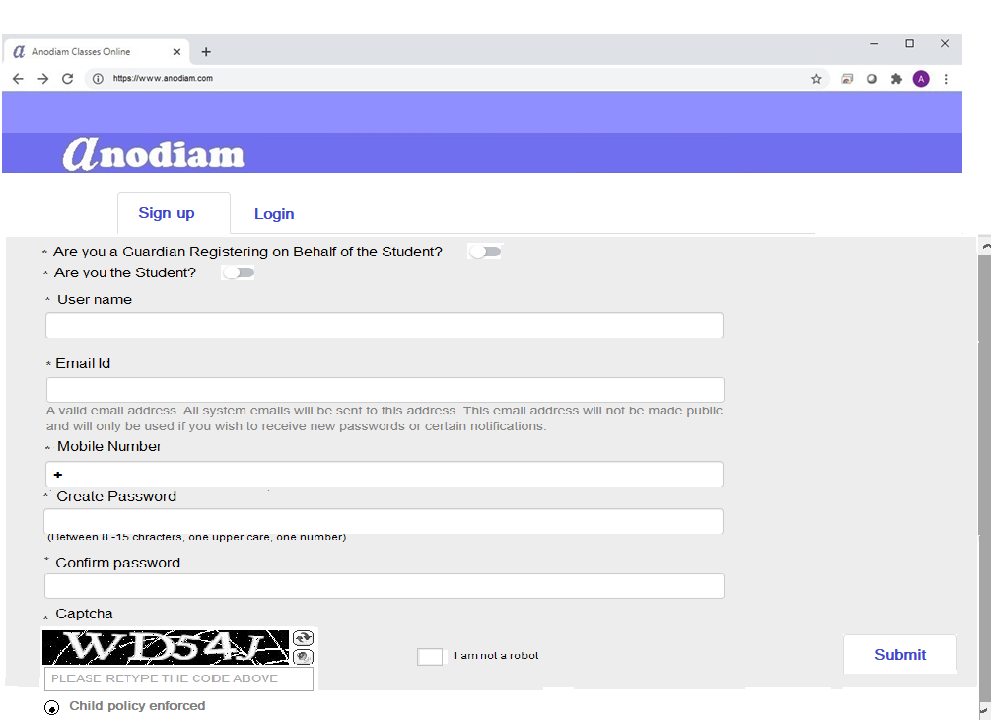 Anodiam Classes Online
https://www.anodiam.com
A
anodiam
Sign up
Login
* Are you a Guardian Registering on Behalf of the Student?
* Are you the Student?
* User name
* Email Id
A valid email address. All system emails will be sent to this address. This email address will not be made public
and will only be used if you wish to receive new passwords or certain notifications.
* Mobile Number
+
* Create Password
(Between -15 chracters, one upper care, one number)
* Confirm password
* Captcha
WD54J
I am not a robot
Submit
PLEASE RETYPE THE CODE ABOVE
Child policy enforced